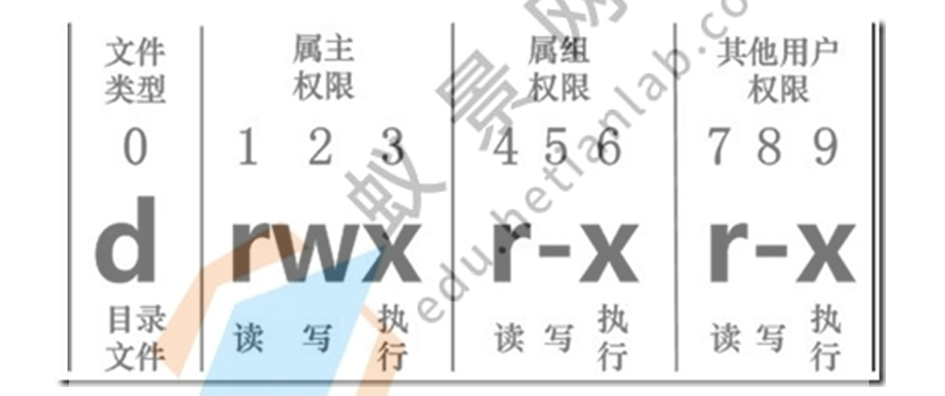 文件 属主 属组 其他用户
类型 权限 权限 权限
0 1 2 3 4 5 6 7 8 9
d rwx r-x r-x
目录 读 写 执 读 写 执 读 写 执
文件 行 行 行
蚁景网
eduhetianlab.co